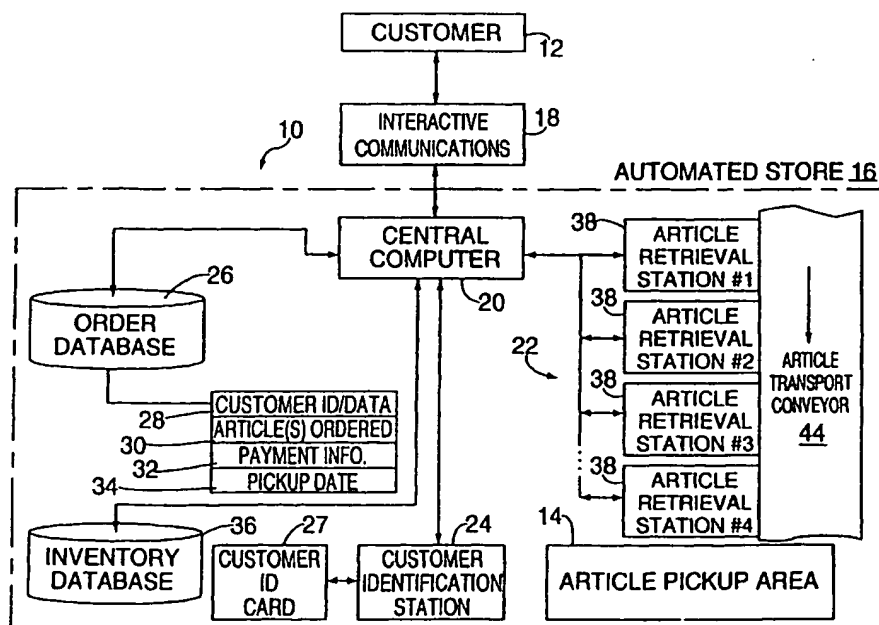 CUSTOMER
12
INTERACTIVE
COMMUNICATIONS
18
10
AUTOMATED STORE 16
CENTRAL
COMPUTER
20
26
ORDER
DATABASE
CUSTOMER ID/DATA
28
ARTICLE(S) ORDERED
30
PAYMENT INFO.
32
PICKUP DATE
34
36
INVENTORY
DATABASE
27
CUSTOMER
ID
CARD
24
CUSTOMER
IDENTIFICATION
STATION
22
38
ARTICLE
RETRIEVAL
STATION #1
38
ARTICLE
RETRIEVAL
STATION #2
38
ARTICLE
RETRIEVAL
STATION #3
38
ARTICLE
RETRIEVAL
STATION #4
ARTICLE
TRANSPORT
CONVEYOR
44
14
ARTICLE PICKUP AREA